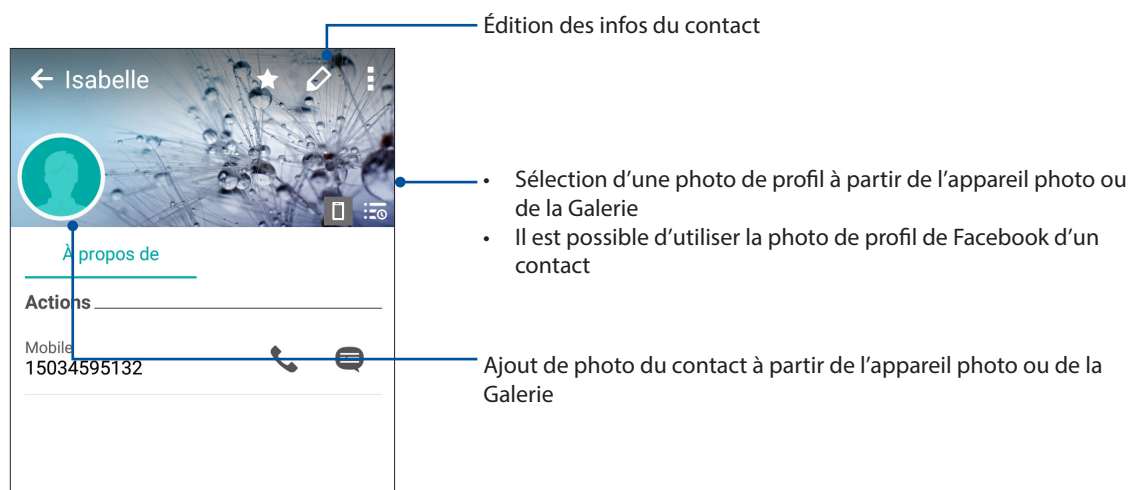 Édition des infos du contact
Isabelle
• Sélection d’une photo de profil à partir de l’appareil photo ou
de la Galerie
• Il est possible d’utiliser la photo de profil de Facebook d’un
contact
À propos de
Actions
Mobile
15034595132
Ajout de photo du contact à partir de l’appareil photo ou de la
Galerie